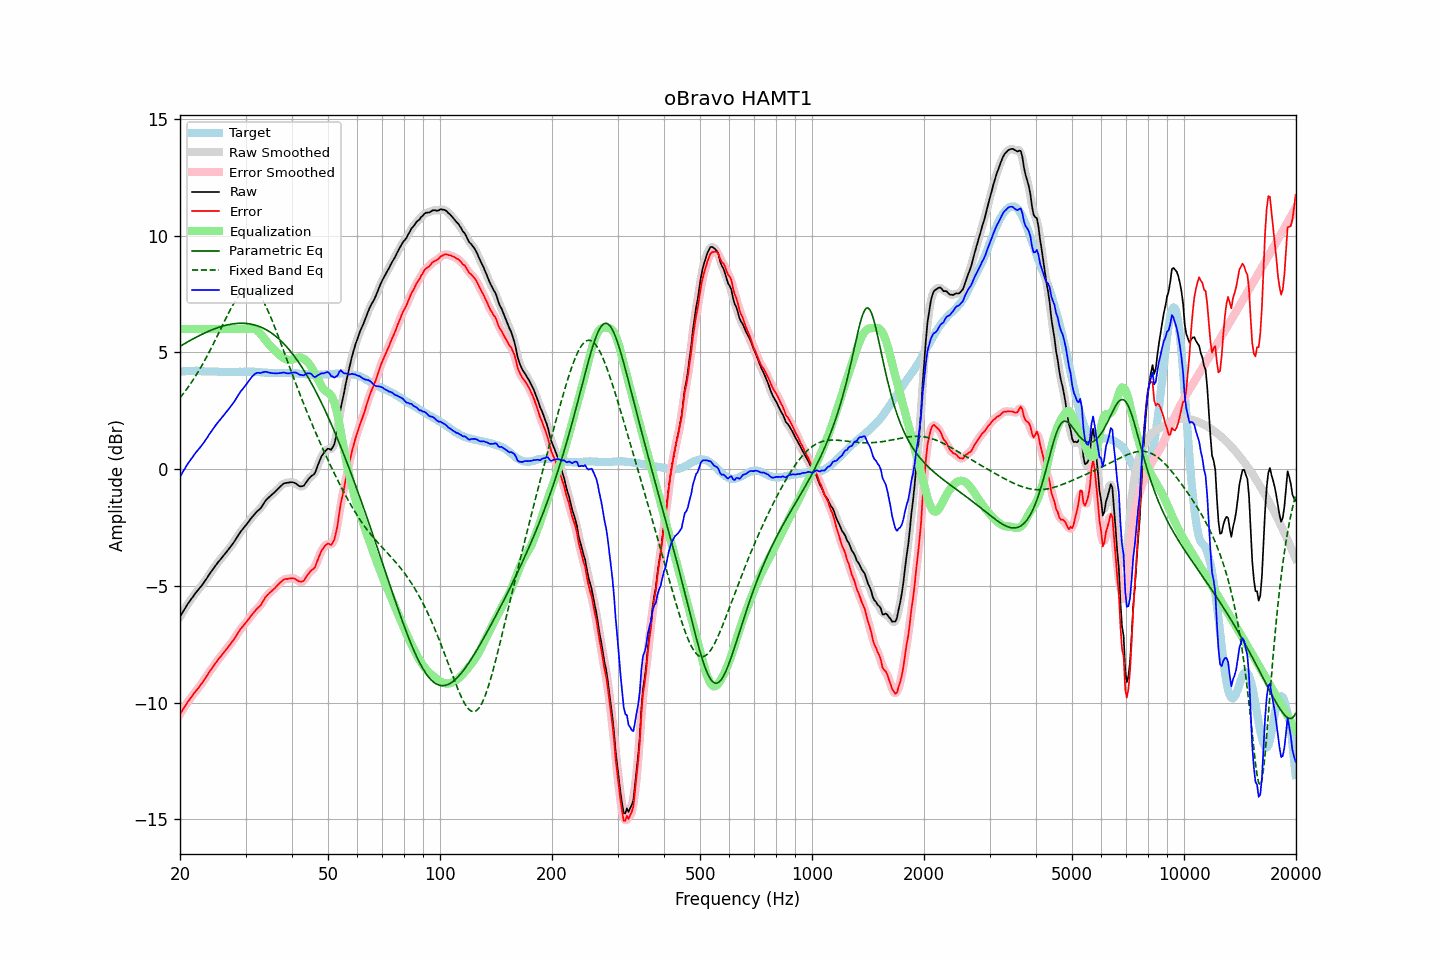 oBravo HAMT1
Target
Raw Smoothed
Error Smoothed
Raw
Error
Equalization
Parametric Eq
Fixed Band Eq
Equalized
15
10
5
0
−5
−10
−15
Amplitude (dBr)
20
50
100
200
500
1000
2000
5000
10000
20000
Frequency (Hz)